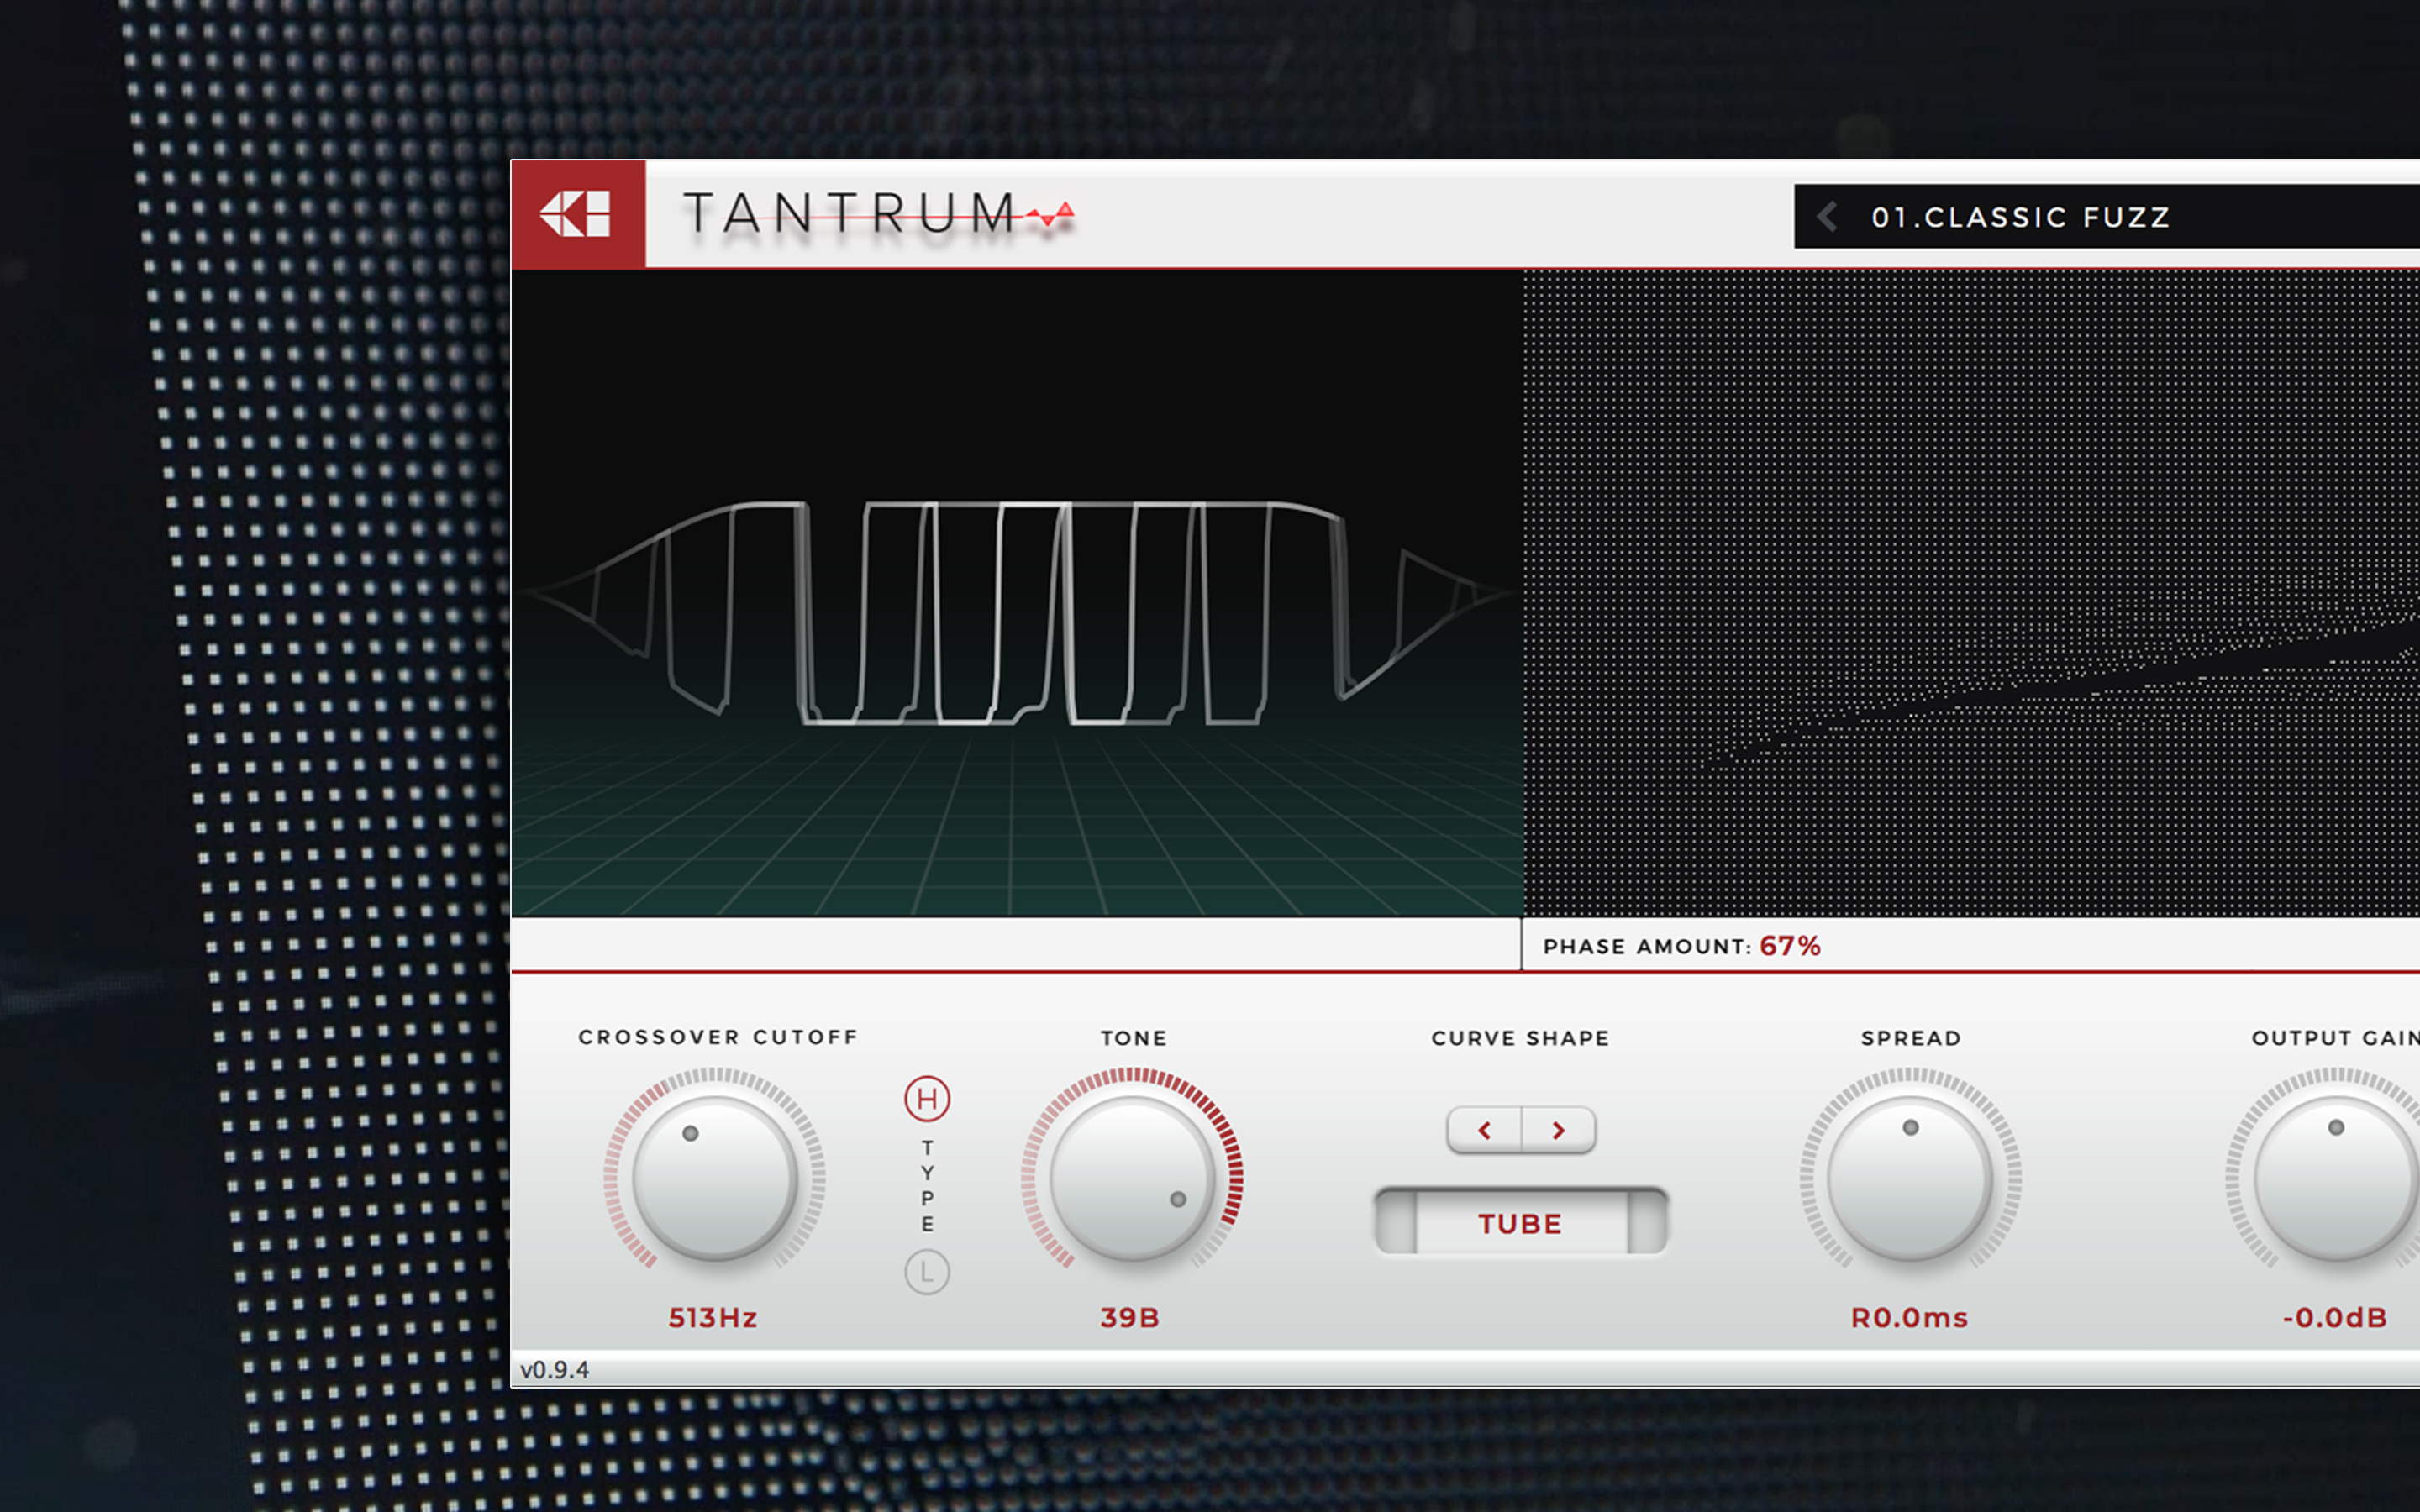 TANTRUM
01.CLASSIC FUZZ
PHASE AMOUNT: 67%
CROSSOVER CUTOFF
TONE
CURVE SHAPE
SPREAD
OUTPUT GAIN
H
TYPE
L
TUBE
513Hz
39B
R0.0ms
-0.0dB
v0.9.4